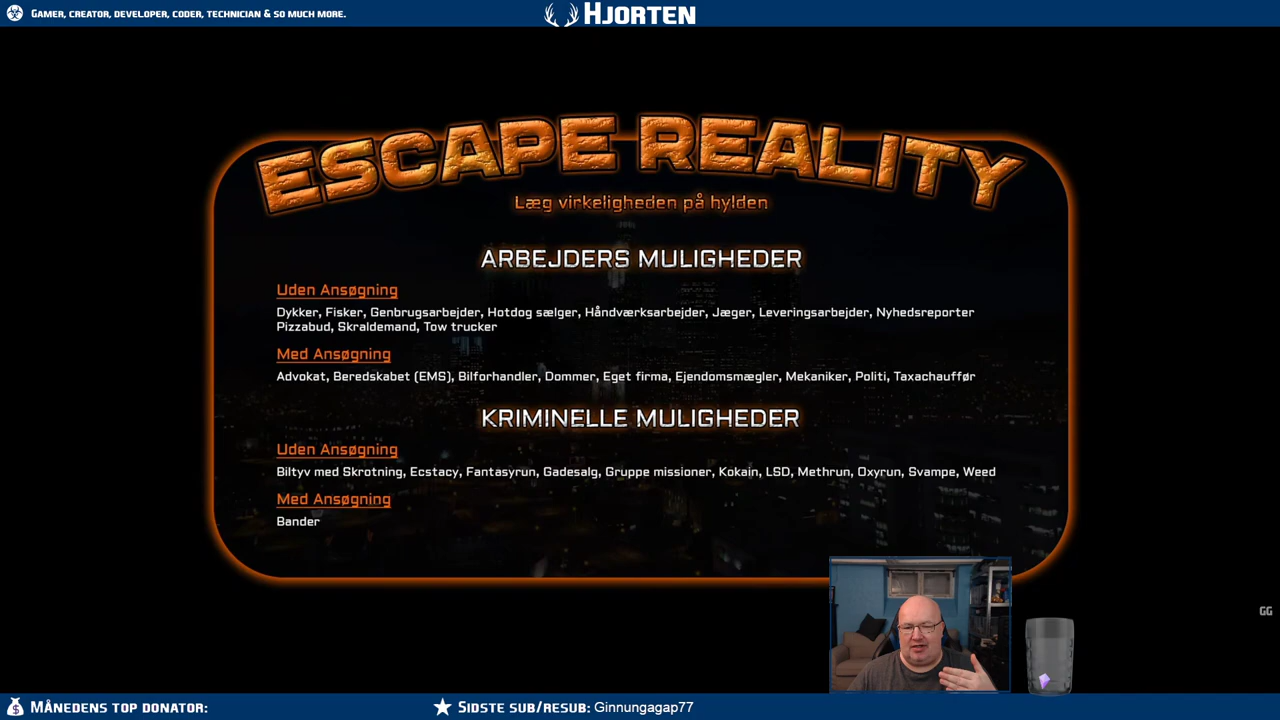 Gamer, creator, developer, coder, technician & so much more.
Hjorten
ESCAPE REALITY
Læg virkeligheden på hylden
ARBEJDERS MULIGHEDER
Uden Ansøgning
Dykker, Fisker, Genbrugsarbejder, Hotdog sælger, Håndværksarbejder, Jæger, Leveringsarbejder, Nyhedsreporter
Pizzabud, Skraldemand, Tow trucker
Med Ansøgning
Advokat, Beredskabet (EMS), Bilforhandler, Dommer, Eget firma, Ejendomsmægler, Mekaniker, Politi, Taxachauffør
KRIMINELLE MULIGHEDER
Uden Ansøgning
Biltyv med Skrotning, Ecstacy, Fantasyrun, Gadesalg, Gruppe missioner, Kokain, LSD, Methrun, Oxyrun, Svampe, Weed
Med Ansøgning
Bander
GG
Månedens top donator:
Sidste sub/resub: Ginnungagap77